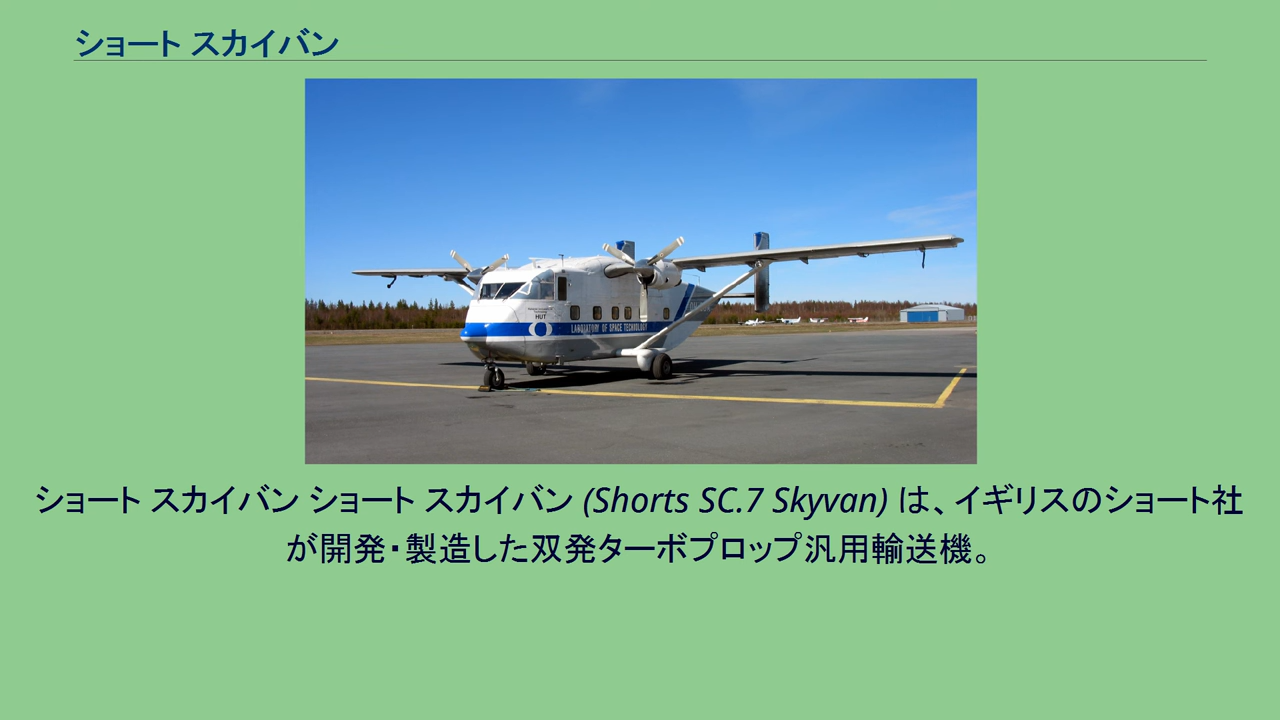 ショート スカイバン
HUT
LABORATORY OF SPACE TECHNOLOGY
ショート スカイバン ショート スカイバン (Shorts SC.7 Skyvan) は、イギリスのショート社
が開発・製造した双発ターボプロップ汎用輸送機。